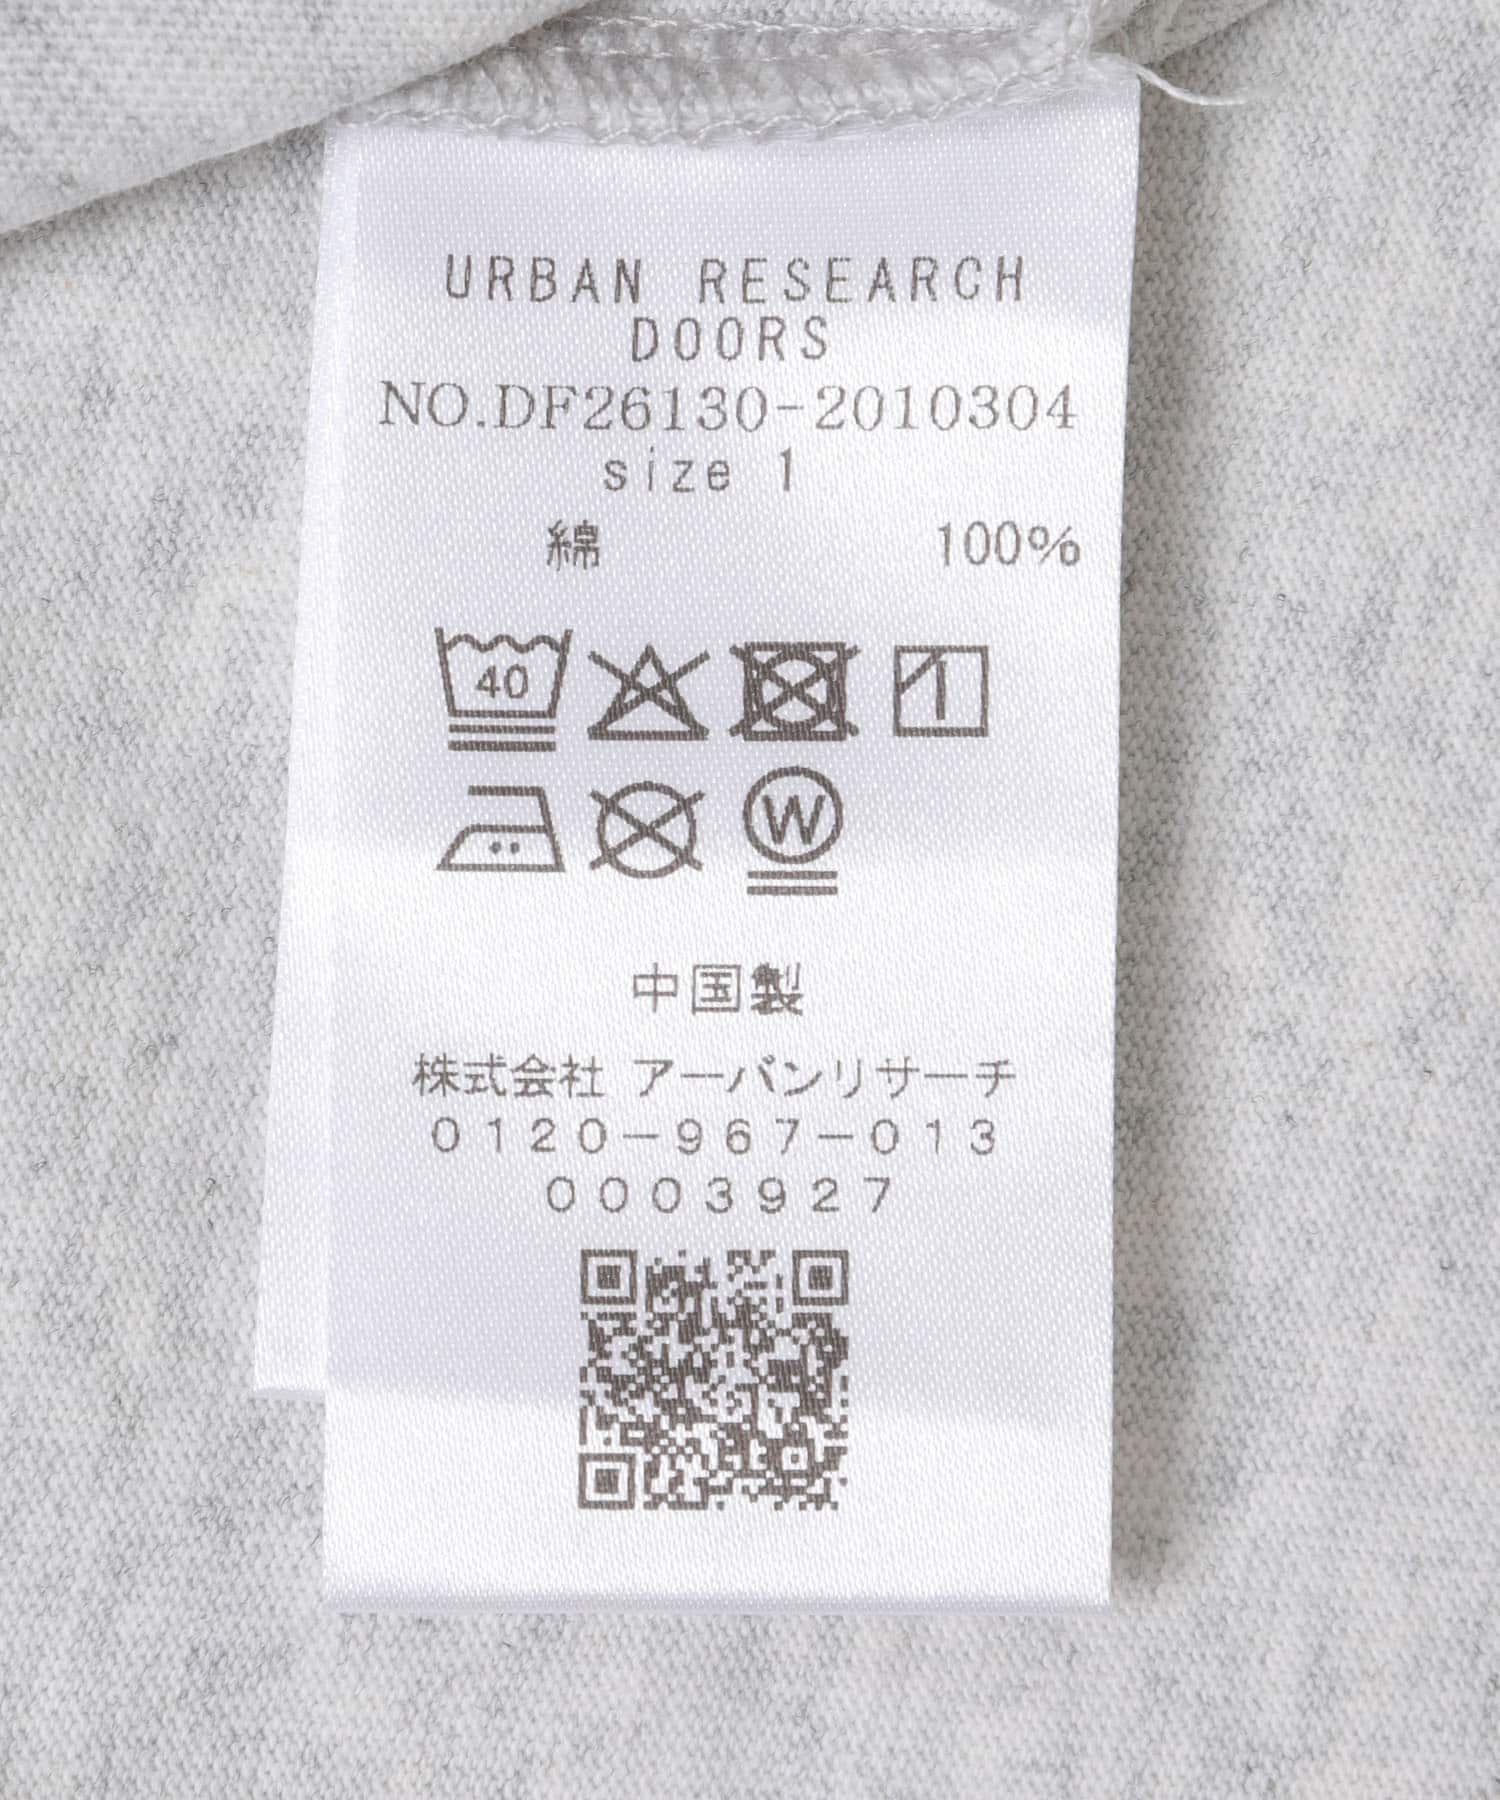 URBAN RESEARCH
DOORS
NO.DF26130-2010304
size 1
綿 100%
40
W
中国製
株式会社 アーバンリサーチ
0120-967-013
0003927